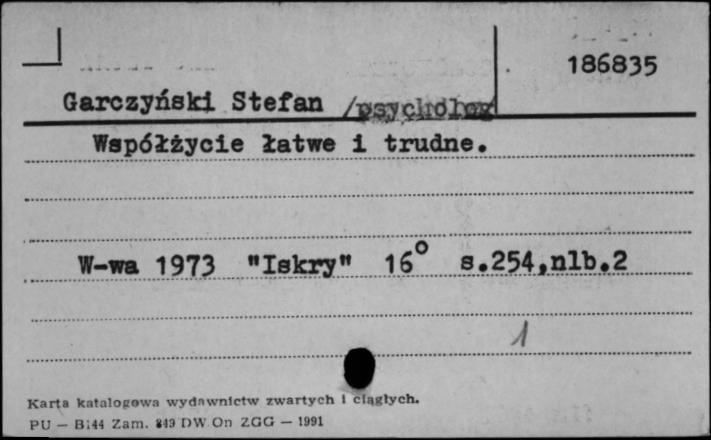 186835
Garczyński Stefan /psycholog
Współżycie łatwe i trudne.
W-wa 1973 "Iskry" 16° s.254,nlb.2
1
Karta katalogowa wydawnictw zwartych i ciągłych.
PU — B144 Zam. 849 DW On ZGG — 1991